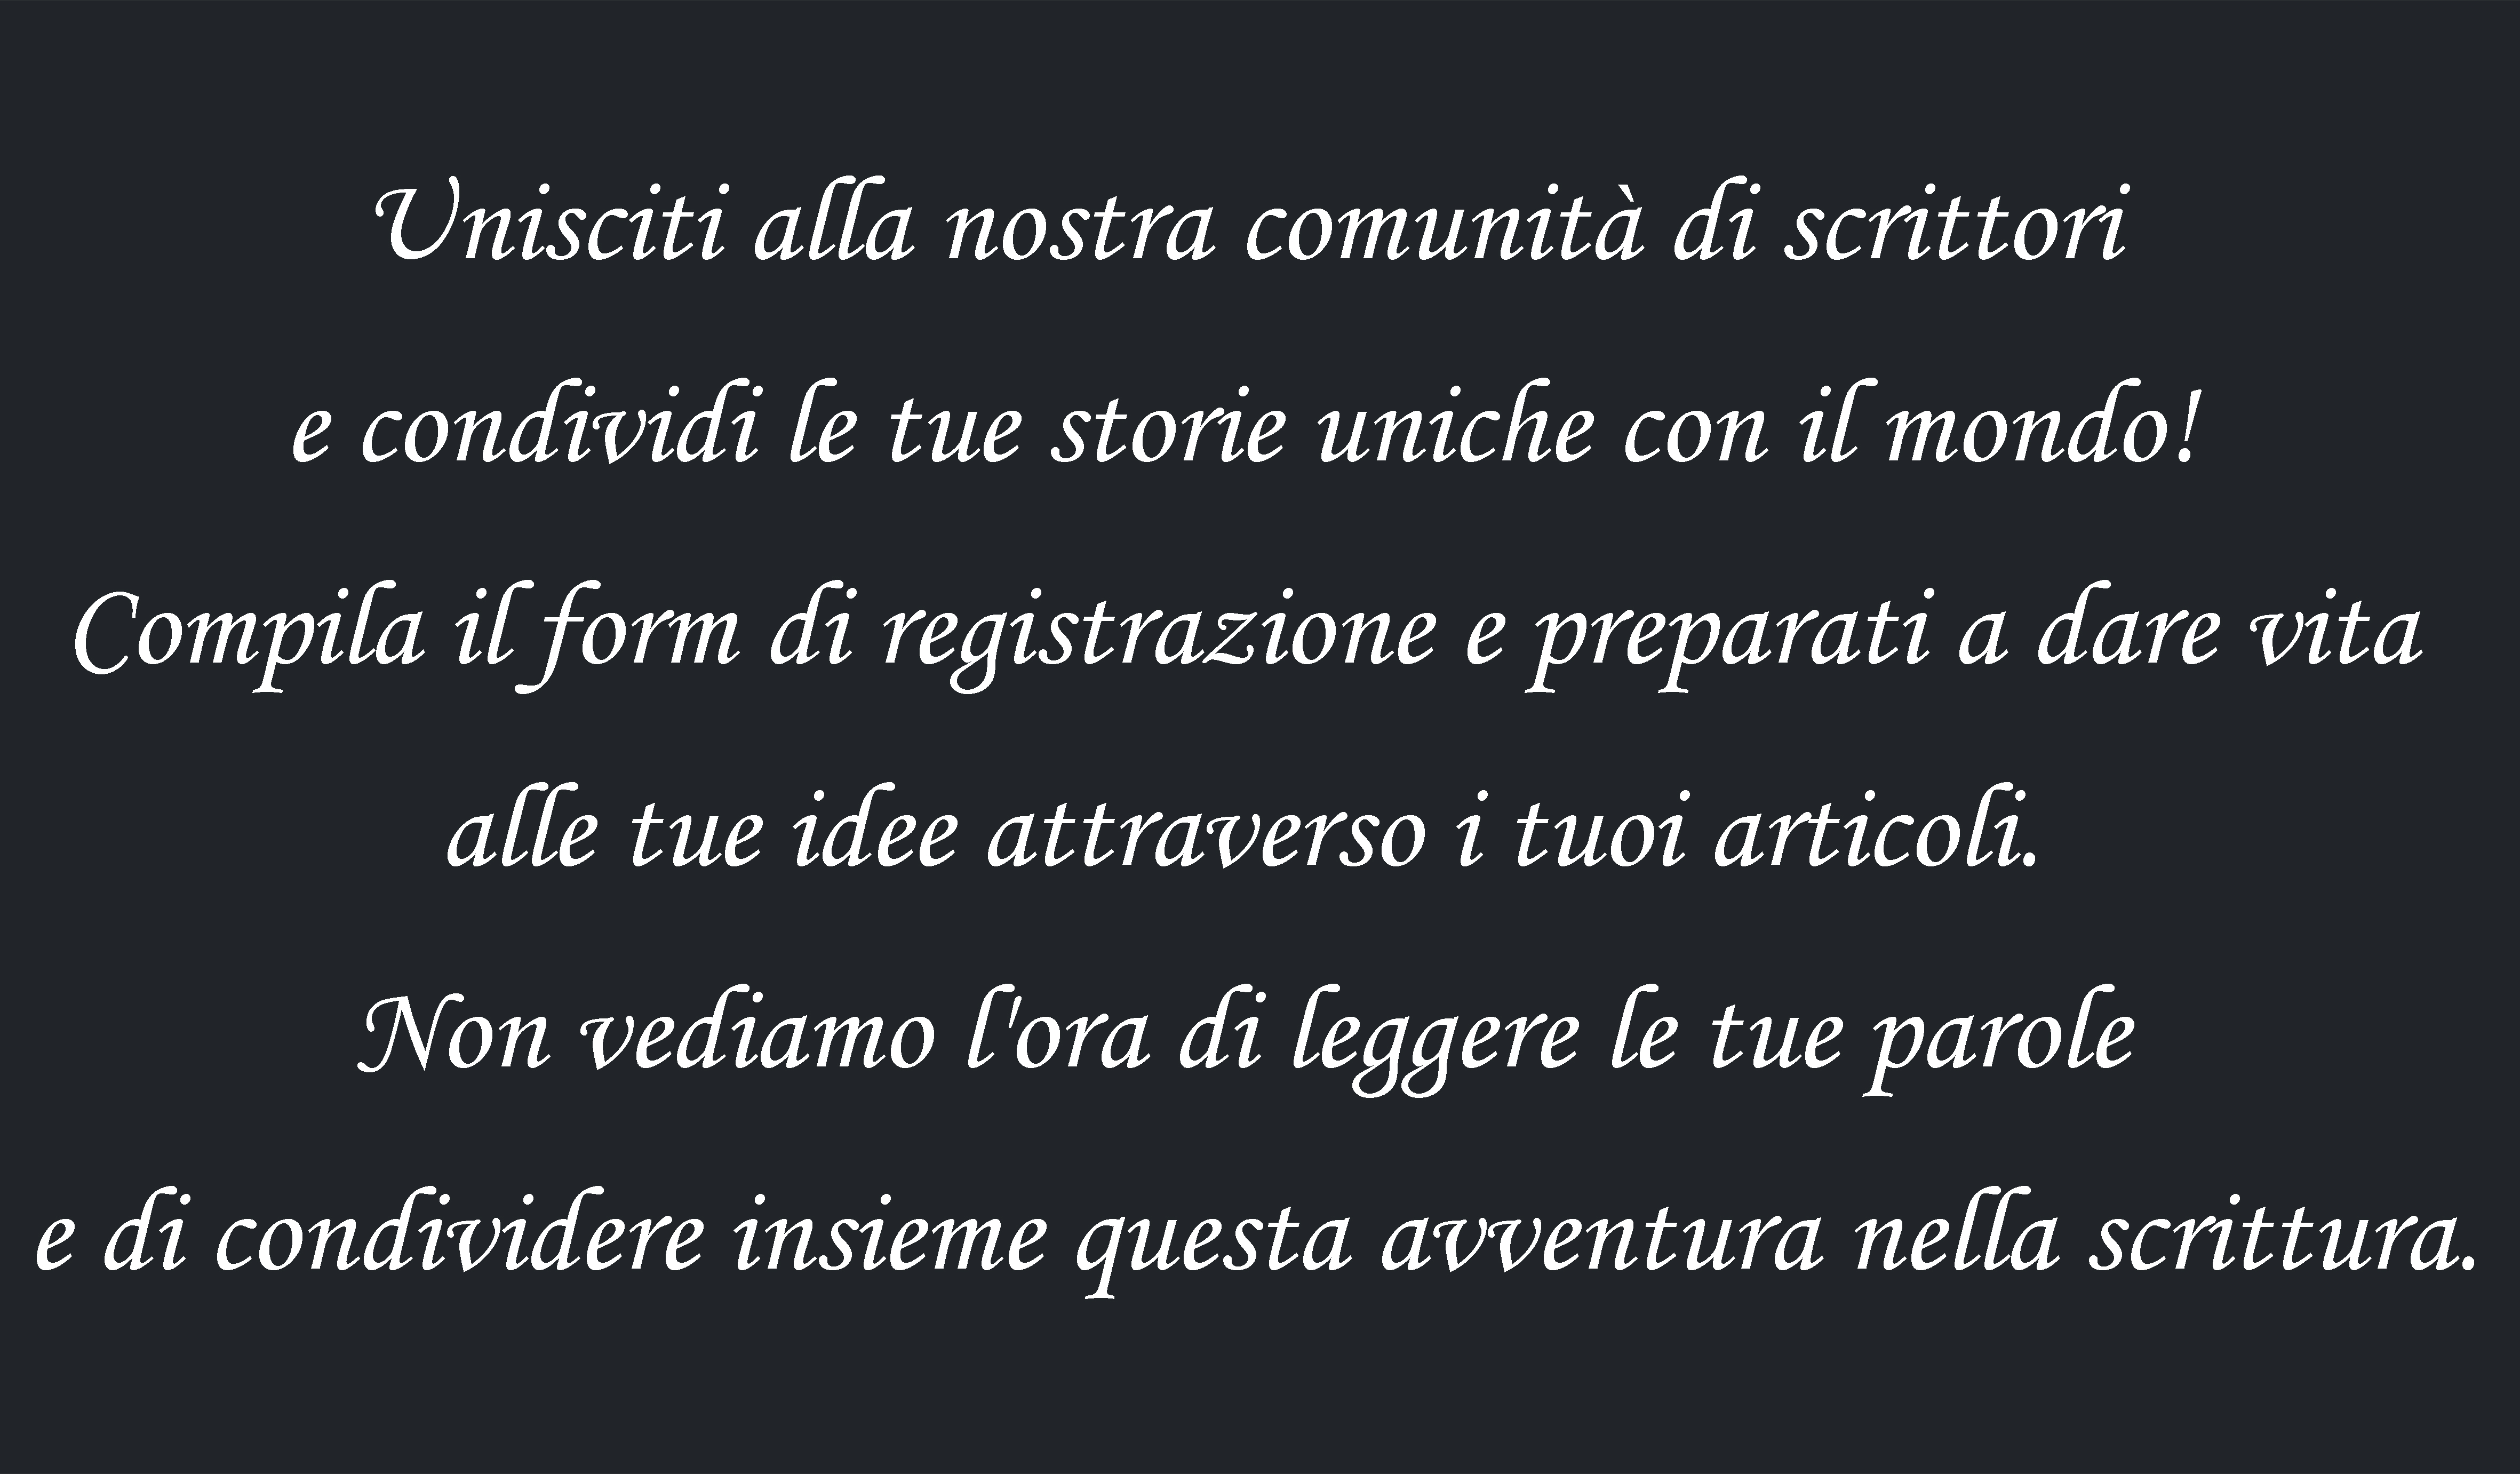 Unisciti alla nostra comunità di scrittori
e condividi le tue storie uniche con il mondo!
Compila il form di registrazione e preparati a dare vita
alle tue idee attraverso i tuoi articoli.
Non vediamo l'ora di leggere le tue parole
e di condividere insieme questa avventura nella scrittura.